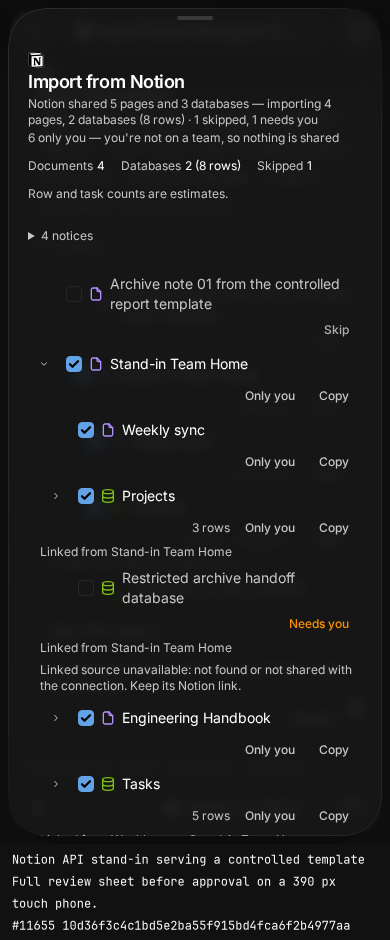 Import from Notion
Notion shared 5 pages and 3 databases — importing 4
pages, 2 databases (8 rows) · 1 skipped, 1 needs you
6 only you — you're not on a team, so nothing is shared
Documents 4 Databases 2 (8 rows) Skipped 1
Row and task counts are estimates.
4 notices
Archive note 01 from the controlled
report template
Skip
Stand-in Team Home
Only you Copy
Weekly sync
Only you Copy
Projects
3 rows Only you Copy
Linked from Stand-in Team Home
Restricted archive handoff
database
Needs you
Linked from Stand-in Team Home
Linked source unavailable: not found or not shared with
the connection. Keep its Notion link.
Engineering Handbook
Only you Copy
Tasks
5 rows Only you Copy
Notion API stand-in serving a controlled template
Full review sheet before approval on a 390 px
touch phone.
#11655 10d36f3c4c1bd5e2ba55f915bd4fca6f2b4977aa